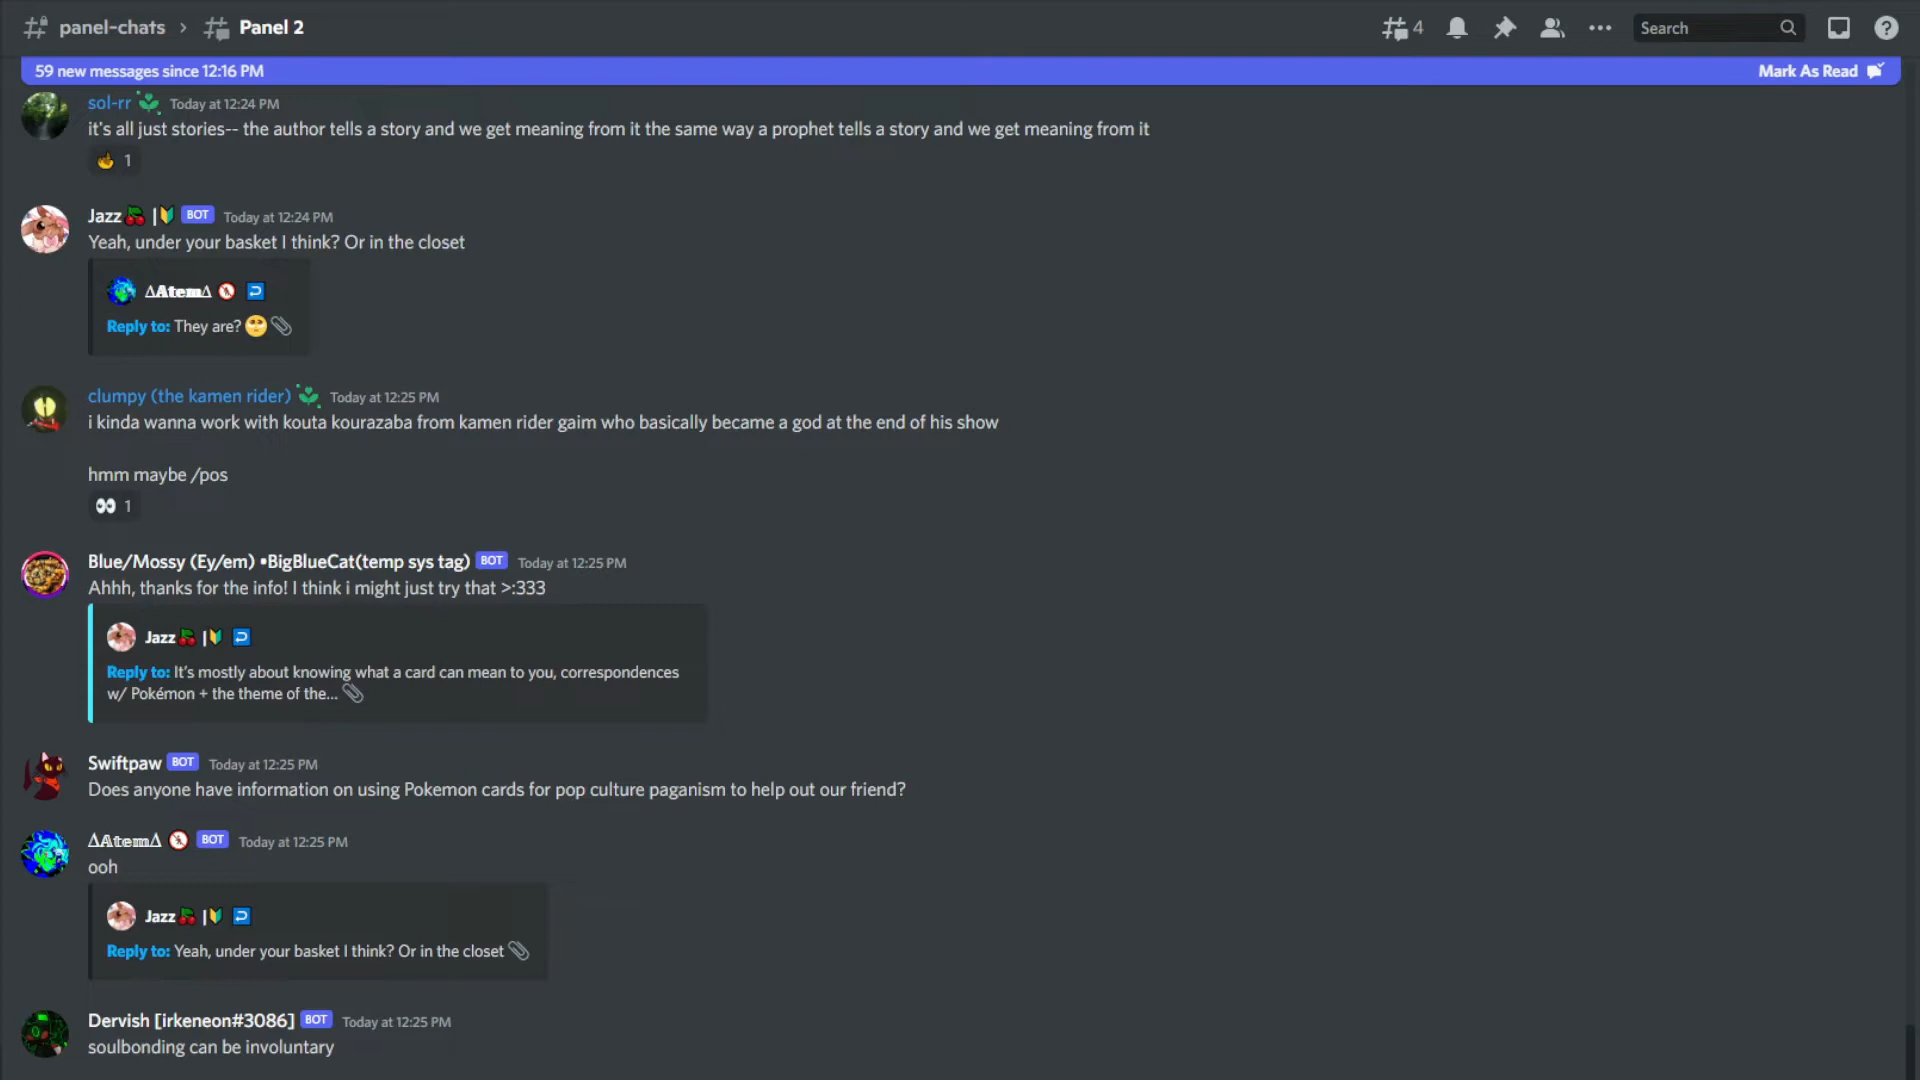 panel-chats › Panel 2
4
Search
59 new messages since 12:16 PM
Mark As Read
sol-rr Today at 12:24 PM
it's all just stories-- the author tells a story and we get meaning from it the same way a prophet tells a story and we get meaning from it
1
Jazz | BOT Today at 12:24 PM
Yeah, under your basket I think? Or in the closet
ΔAtemΔ
Reply to: They are?
clumpy (the kamen rider) Today at 12:25 PM
i kinda wanna work with kouta kourazaba from kamen rider gaim who basically became a god at the end of his show
hmm maybe /pos
1
Blue/Mossy (Ey/em) •BigBlueCat(temp sys tag) BOT Today at 12:25 PM
Ahhh, thanks for the info! I think i might just try that >:333
Jazz |
Reply to: It's mostly about knowing what a card can mean to you, correspondences
w/ Pokémon + the theme of the...
Swiftpaw BOT Today at 12:25 PM
Does anyone have information on using Pokemon cards for pop culture paganism to help out our friend?
ΔAtemΔ BOT Today at 12:25 PM
ooh
Jazz |
Reply to: Yeah, under your basket I think? Or in the closet
Dervish [irkeneon#3086] BOT Today at 12:25 PM
soulbonding can be involuntary